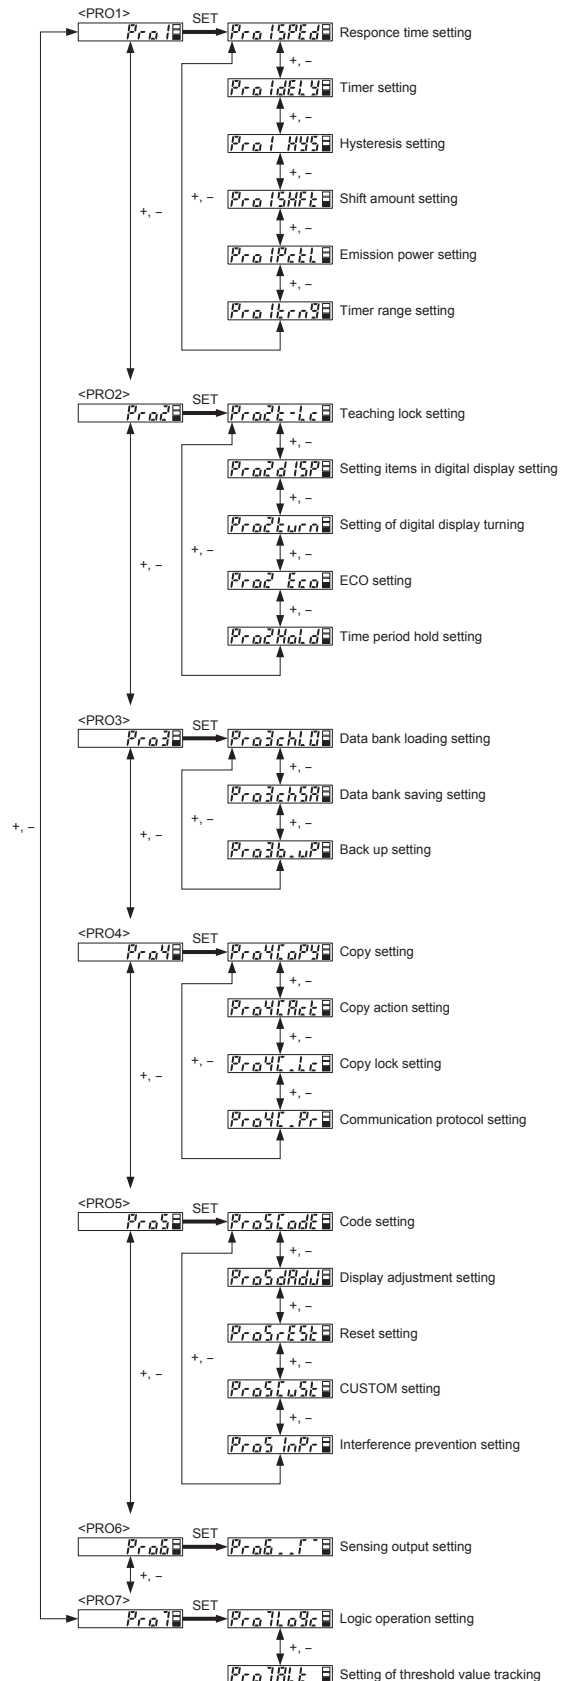 <PRO1>
Pro1 SET Pro1SPEd Responce time setting
+, –
Pro1dELY Timer setting
+, –
Pro1 HYS Hysteresis setting
+, –
+, – +, – Pro1SHFt Shift amount setting
+, –
Pro1PctL Emission power setting
+, –
Pro1trng Timer range setting
<PRO2>
Pro2 SET Pro2t-Lc Teaching lock setting
+, –
Pro2dISP Setting items in digital display setting
+, –
Pro2turn Setting of digital display turning
+, – +, – +, –
Pro2 Eco ECO setting
+, –
Pro2HoLd Time period hold setting
<PRO3>
Pro3 SET Pro3chLO Data bank loading setting
+, –
Pro3chSA Data bank saving setting
+, – +, – +, – +, –
Pro3b_uP Back up setting
<PRO4>
Pro4 SET Pro4CoPY Copy setting
+, –
Pro4CAct Copy action setting
+, –
+, – +, – Pro4C_Lc Copy lock setting
+, –
Pro4C_Pr Communication protocol setting
<PRO5>
Pro5 SET Pro5CodE Code setting
+, –
Pro5dAdJ Display adjustment setting
+, –
Pro5rESt Reset setting
+, – +, – +, –
Pro5CuSt CUSTOM setting
+, –
Pro5 InPr Interference prevention setting
<PRO6>
Pro6 SET Sensing output setting
+, –
<PRO7>
Pro7 SET Pro7LoGc Logic operation setting
+, –
Pro7ALt Setting of threshold value tracking